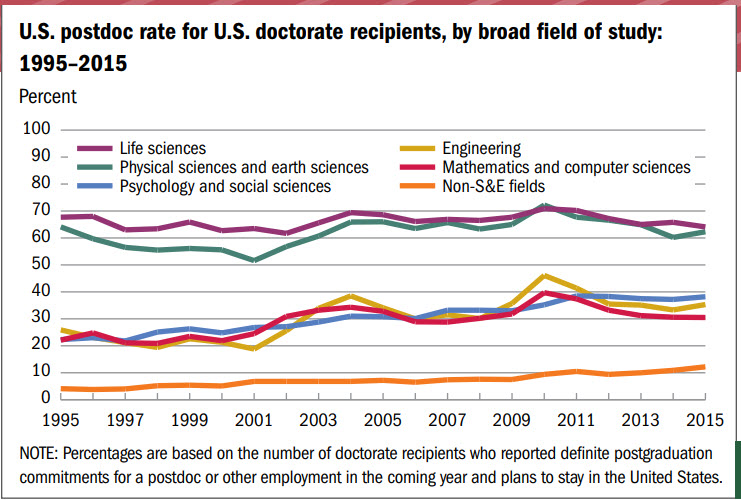 U.S. postdoc rate for U.S. doctorate recipients, by broad field of study:
1995–2015
Percent
100
90
80
70
60
50
40
30
20
10
0
Life sciences
Physical sciences and earth sciences
Psychology and social sciences
Engineering
Mathematics and computer sciences
Non-S&E fields
1995 1997 1999 2001 2003 2005 2007 2009 2011 2013 2015
NOTE: Percentages are based on the number of doctorate recipients who reported definite postgraduation
commitments for a postdoc or other employment in the coming year and plans to stay in the United States.